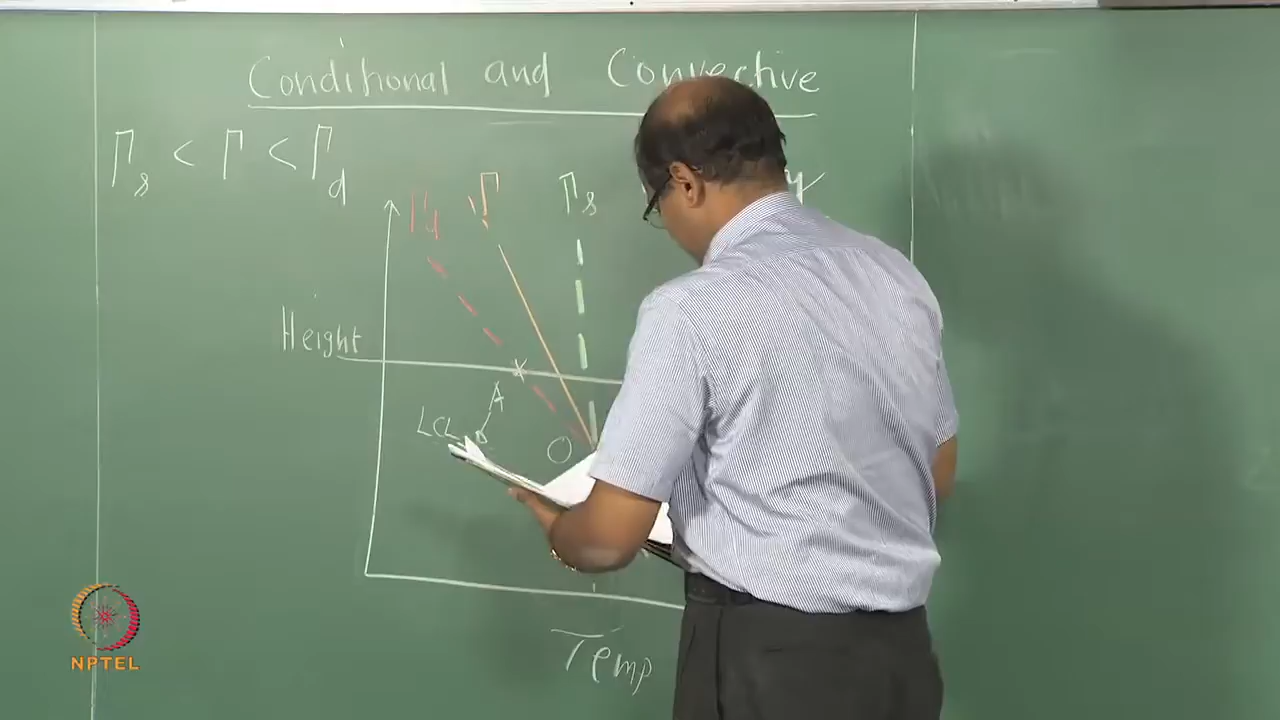 Conditional and Convective
Γs < Γ < Γd
Γd Γ Γs
Height
A
LCL
O
Temp
NPTEL